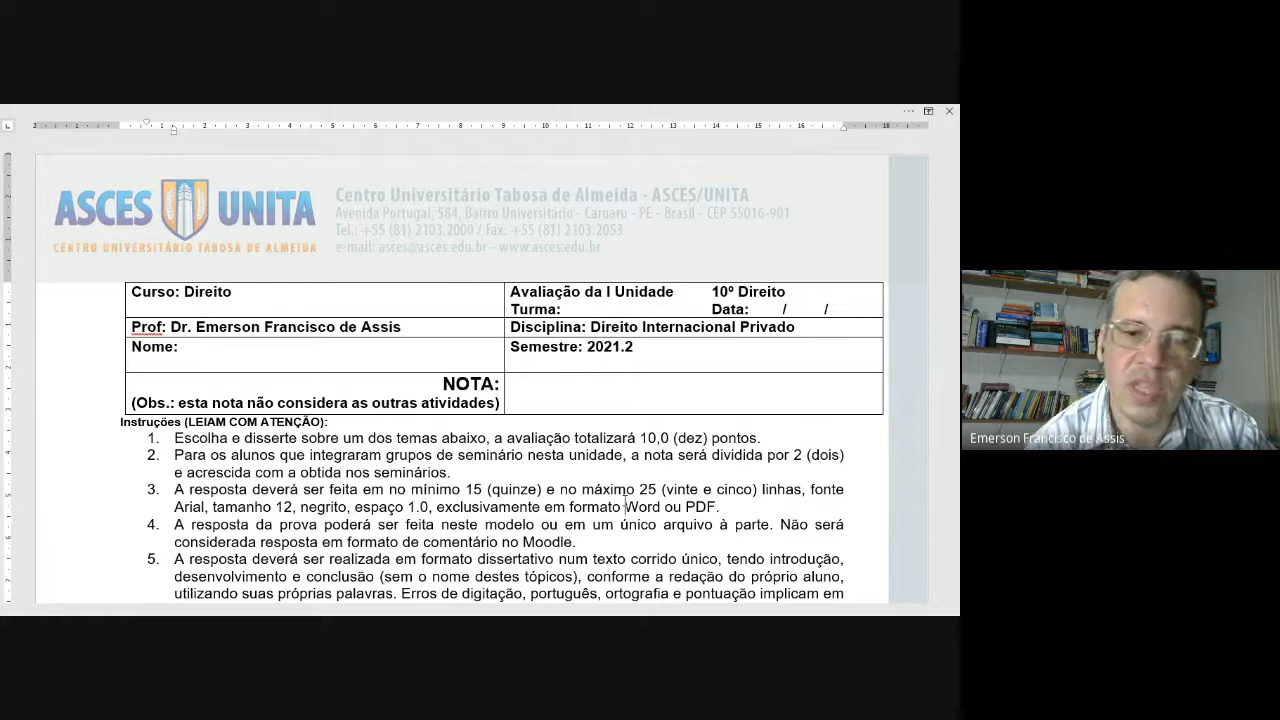 ASCES UNITA
CENTRO UNIVERSITÁRIO TABOSA DE ALMEIDA
Centro Universitário Tabosa de Almeida - ASCES/UNITA
Avenida Portugal, 584, Bairro Universitário - Caruaru - PE - Brasil - CEP 55016-901
Tel.: +55 (81) 2103.2000 / Fax: +55 (81) 2103.2053
e-mail: asces@asces.edu.br - www.asces.edu.br
Curso: Direito
Avaliação da I Unidade 10º Direito
Turma: Data: / /
Prof: Dr. Emerson Francisco de Assis
Disciplina: Direito Internacional Privado
Nome:
Semestre: 2021.2
NOTA:
(Obs.: esta nota não considera as outras atividades)
Instruções (LEIAM COM ATENÇÃO):
1. Escolha e disserte sobre um dos temas abaixo, a avaliação totalizará 10,0 (dez) pontos.
2. Para os alunos que integraram grupos de seminário nesta unidade, a nota será dividida por 2 (dois)
e acrescida com a obtida nos seminários.
3. A resposta deverá ser feita em no mínimo 15 (quinze) e no máximo 25 (vinte e cinco) linhas, fonte
Arial, tamanho 12, negrito, espaço 1.0, exclusivamente em formato Word ou PDF.
4. A resposta da prova poderá ser feita neste modelo ou em um único arquivo à parte. Não será
considerada resposta em formato de comentário no Moodle.
5. A resposta deverá ser realizada em formato dissertativo num texto corrido único, tendo introdução,
desenvolvimento e conclusão (sem o nome destes tópicos), conforme a redação do próprio aluno,
utilizando suas próprias palavras. Erros de digitação, português, ortografia e pontuação implicam em
Emerson Francisco de Assis